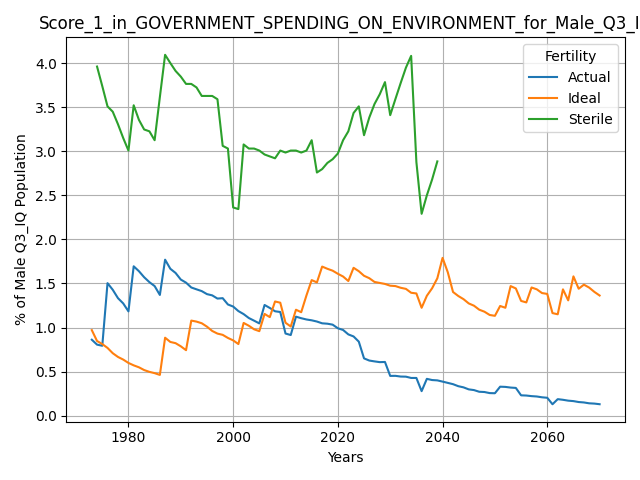 Score_1_in_GOVERNMENT_SPENDING_ON_ENVIRONMENT_for_Male_Q3_I
Fertility
Actual
Ideal
Sterile
% of Male Q3_IQ Population
4.0
3.5
3.0
2.5
2.0
1.5
1.0
0.5
0.0
1980
2000
2020
2040
2060
Years